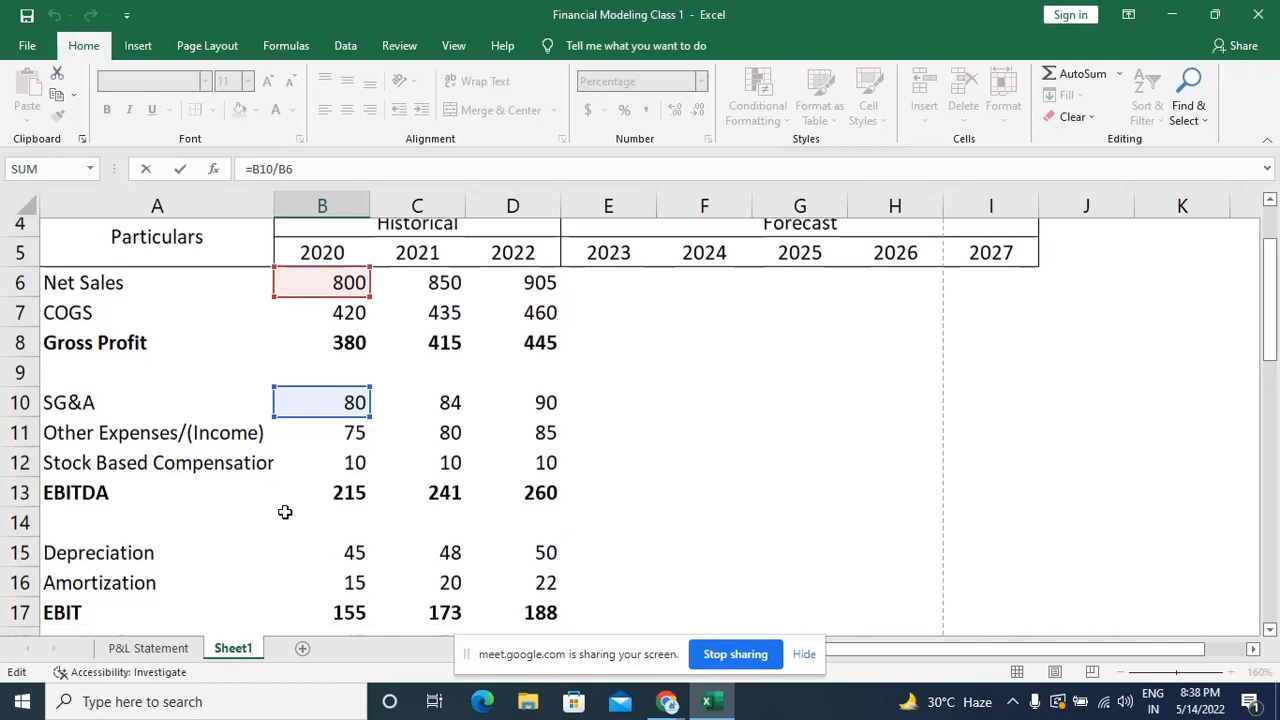 Financial Modeling Class 1 - Excel
Sign in
File Home Insert Page Layout Formulas Data Review View Help Tell me what you want to do Share
Paste
11
Wrap Text
Merge & Center
Percentage
$ %
Conditional Formatting
Format as Table
Cell Styles
Insert
Delete
Format
AutoSum
Fill
Clear
Sort & Filter
Find & Select
Clipboard Font Alignment Number Styles Cells Editing
SUM fx =B10/B6
A B C D E F G H I J K
4 Historical Forecast
Particulars
5 2020 2021 2022 2023 2024 2025 2026 2027
6 Net Sales 800 850 905
7 COGS 420 435 460
8 Gross Profit 380 415 445
9
10 SG&A 80 84 90
11 Other Expenses/(Income) 75 80 85
12 Stock Based Compensation 10 10 10
13 EBITDA 215 241 260
14
15 Depreciation 45 48 50
16 Amortization 15 20 22
17 EBIT 155 173 188
P&L Statement Sheet1
meet.google.com is sharing your screen. Stop sharing Hide
Edit Accessibility: Investigate 160%
Type here to search
30°C Haze
ENG
IN
8:38 PM
5/14/2022
1